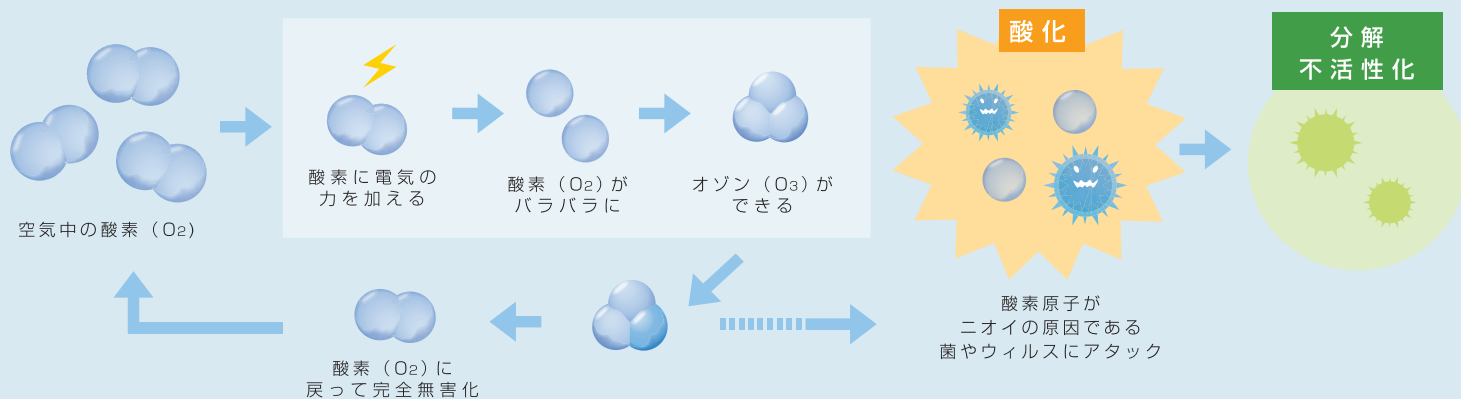 空気中の酸素（O2）
酸素に電気の
力を加える
酸素（O2）が
バラバラに
オゾン（O3）が
できる
酸化
酸素原子が
ニオイの原因である
菌やウィルスにアタック
分解
不活性化
酸素（O2）に
戻って完全無害化